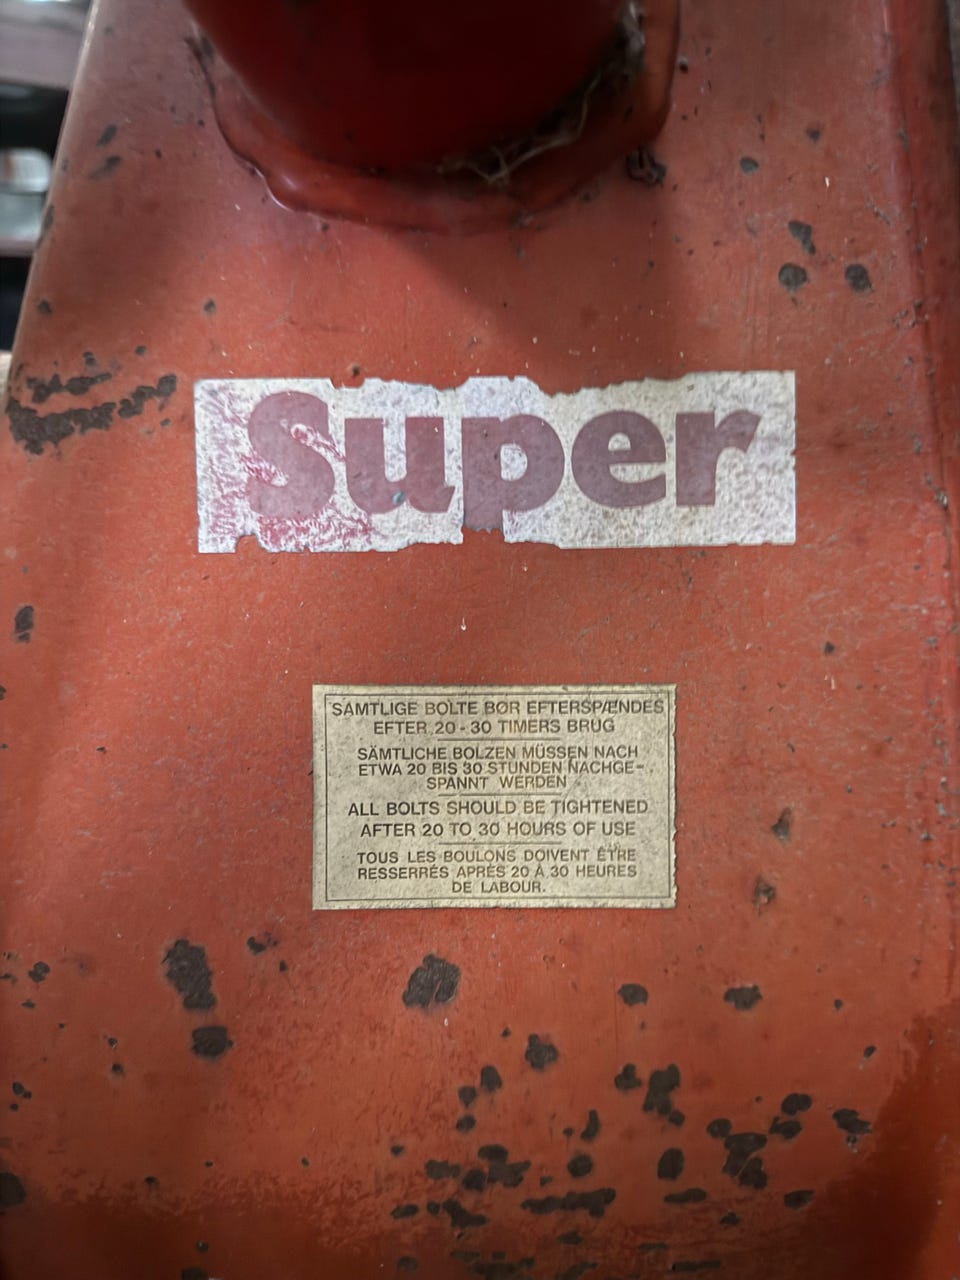 Super
SAMTLIGE BOLTE BØR EFTERSPÆNDES
EFTER 20 - 30 TIMERS BRUG
SÄMTLICHE BOLZEN MÜSSEN NACH
ETWA 20 BIS 30 STUNDEN NACHGE-
SPANNT WERDEN
ALL BOLTS SHOULD BE TIGHTENED
AFTER 20 TO 30 HOURS OF USE
TOUS LES BOULONS DOIVENT ÊTRE
RESSERRÉS APRÉS 20 À 30 HEURES
DE LABOUR.